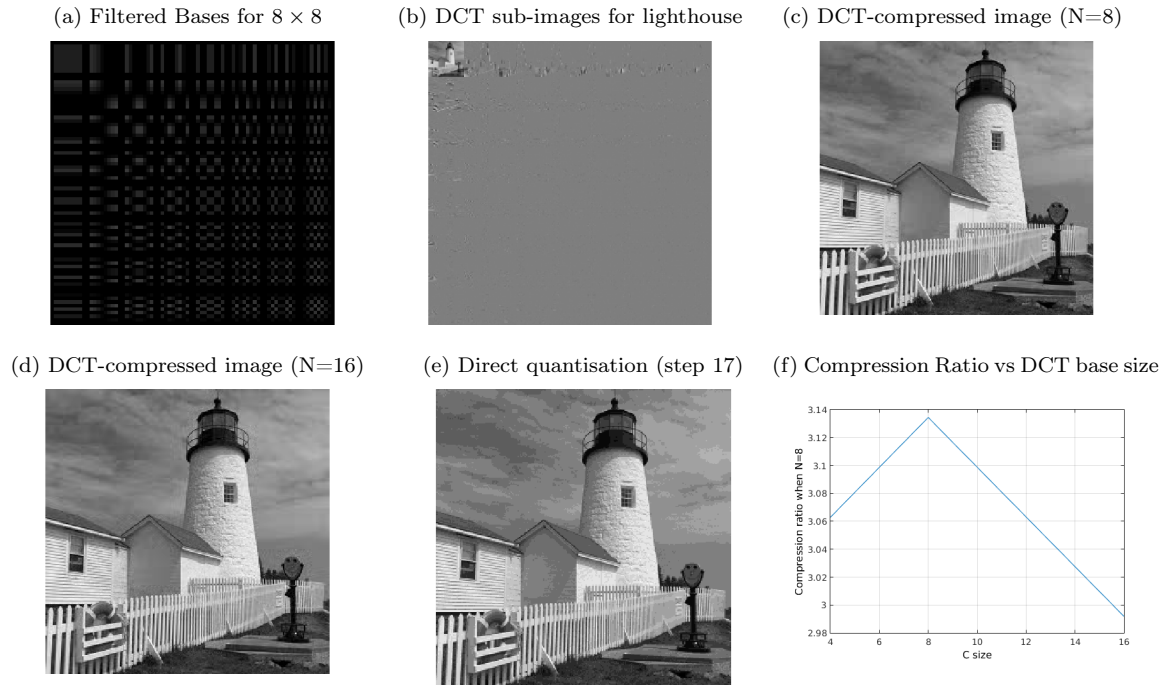 (a) Filtered Bases for 8 × 8
(b) DCT sub-images for lighthouse
(c) DCT-compressed image (N=8)
(d) DCT-compressed image (N=16)
(e) Direct quantisation (step 17)
(f) Compression Ratio vs DCT base size
3.14
3.12
3.1
3.08
3.06
3.04
3.02
3
2.98
Compression ratio when N=8
4 6 8 10 12 14 16
C size